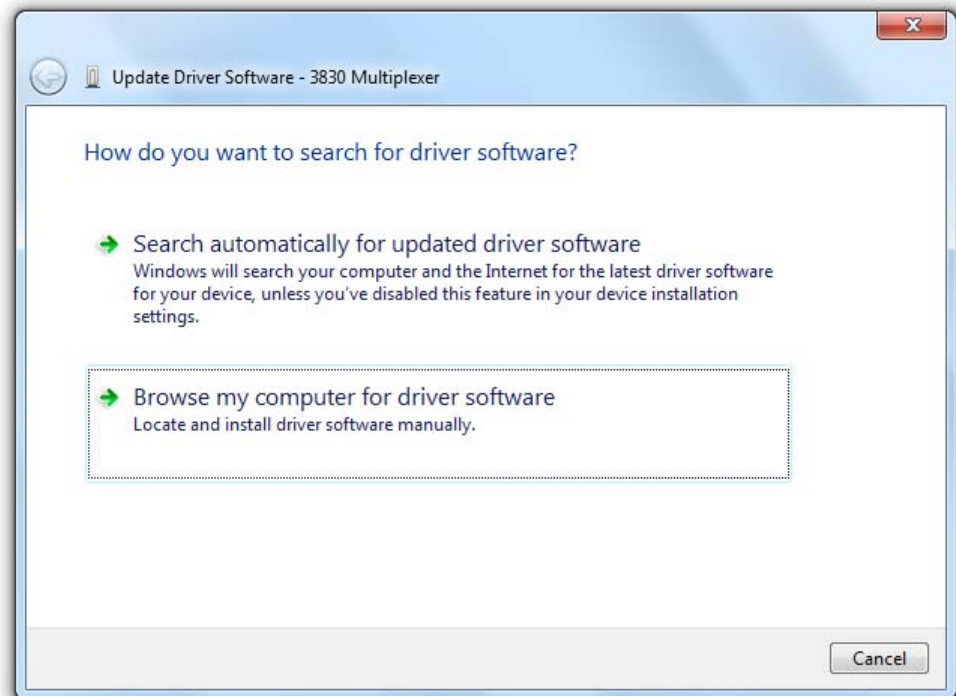 Update Driver Software - 3830 Multiplexer
How do you want to search for driver software?
Search automatically for updated driver software
Windows will search your computer and the Internet for the latest driver software
for your device, unless you've disabled this feature in your device installation
settings.
Browse my computer for driver software
Locate and install driver software manually.
Cancel